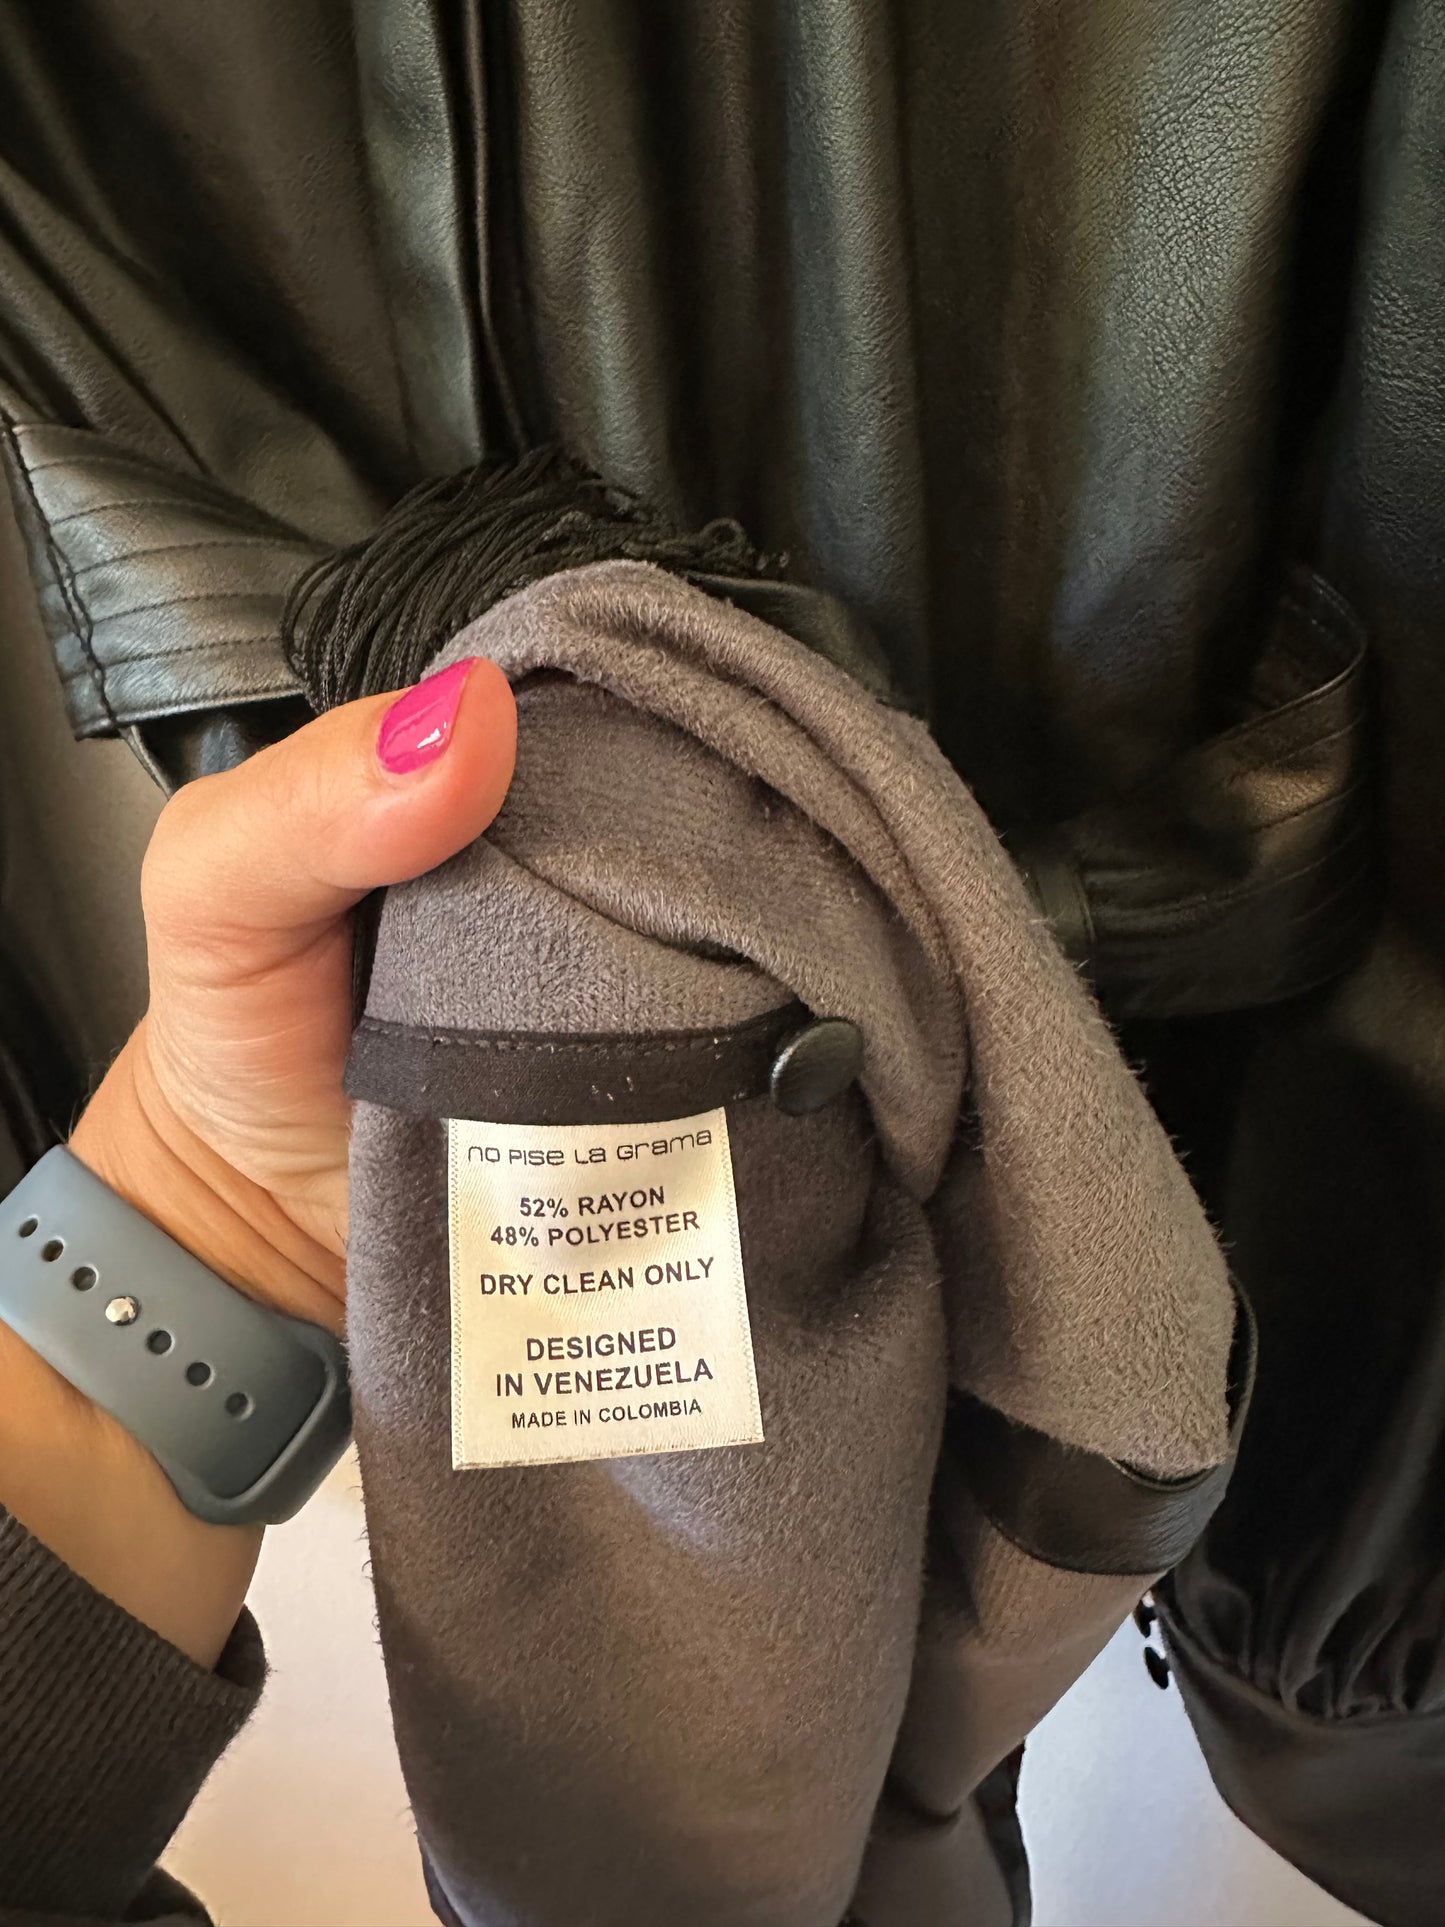 no Pise La Grama
52% RAYON
48% POLYESTER
DRY CLEAN ONLY
DESIGNED
IN VENEZUELA
MADE IN COLOMBIA